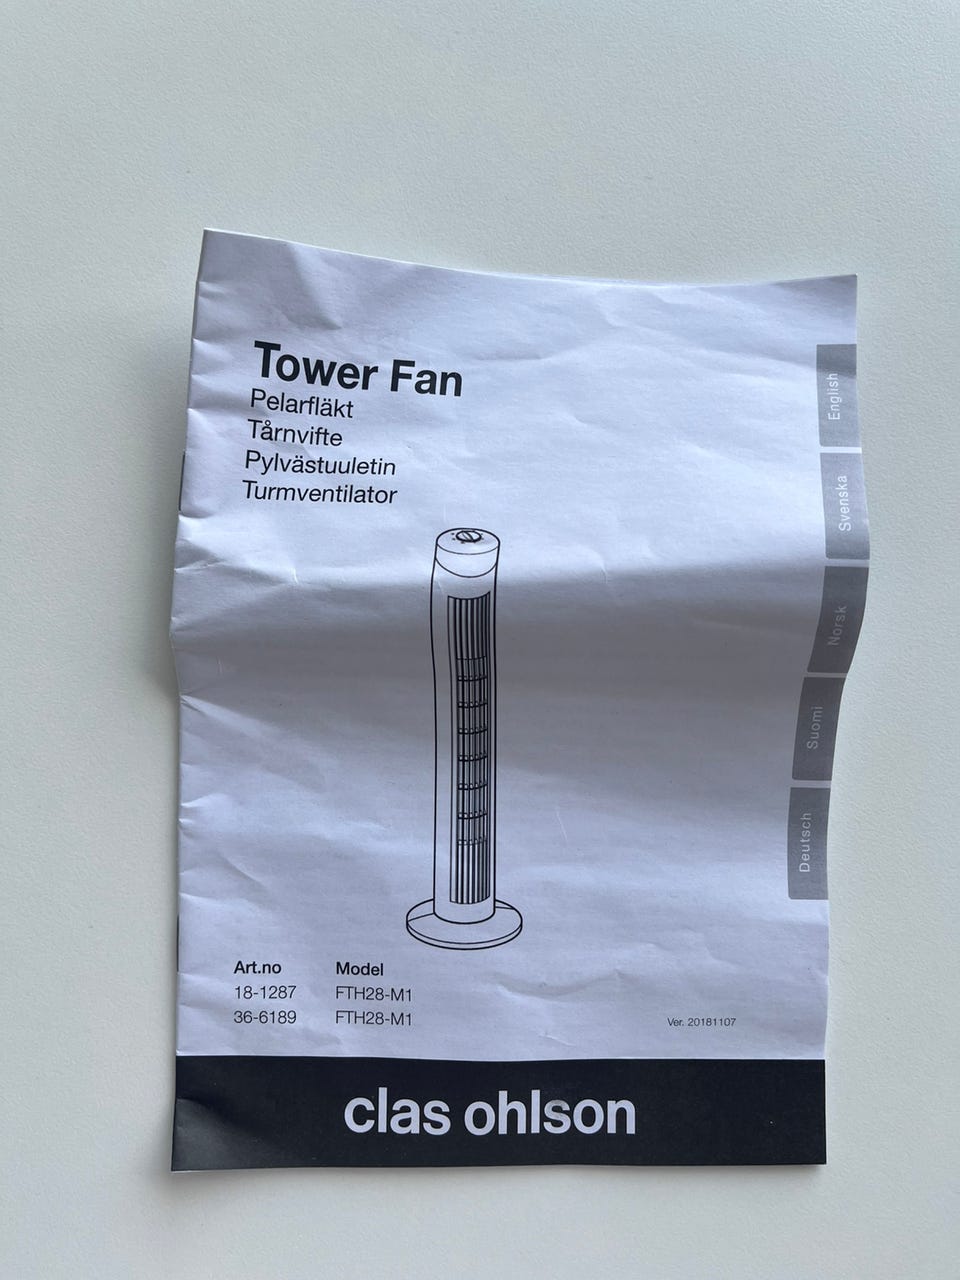 Tower Fan
Pelarfläkt
Tårnvifte
Pylvästuuletin
Turmventilator
English
Svenska
Norsk
Suomi
Deutsch
Art.no Model
18-1287 FTH28-M1
36-6189 FTH28-M1
Ver. 20181107
clas ohlson